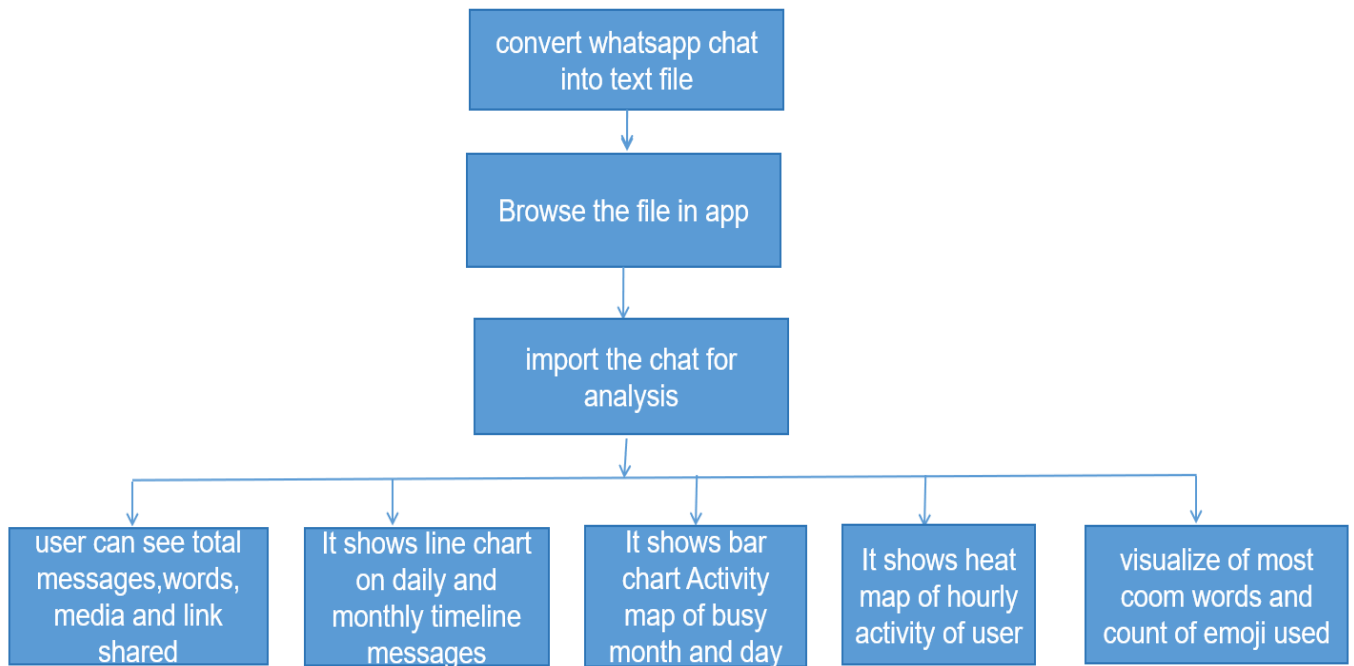 convert whatsapp chat
into text file
Browse the file in app
import the chat for
analysis
user can see total
messages,words,
media and link
shared
It shows line chart
on daily and
monthly timeline
messages
It shows bar
chart Activity
map of busy
month and day
It shows heat
map of hourly
activity of user
visualize of most
coom words and
count of emoji used